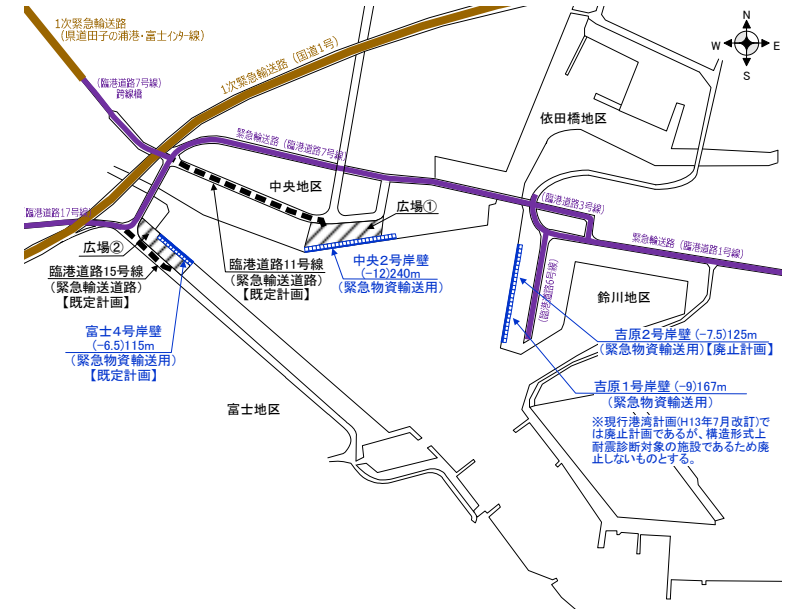 1次緊急輸送路
（県道田子の浦港・富士インター線）
N
W
E
S
(臨港道路7号線)
跨線橋
1次緊急輸送路（国道1号）
緊急輸送路（臨港道路7号線）
依田橋地区
中央地区
広場①
(臨港道路3号線)
臨港道路17号線)
緊急輸送路（臨港道路1号線）
広場②
臨港道路15号線
(緊急輸送道路)
【既定計画】
臨港道路11号線
(緊急輸送道路)
【既定計画】
中央２号岸壁
(-12)240m
(緊急物資輸送用)
(臨港道路6号線)
鈴川地区
富士４号岸壁
(-6.5)115m
(緊急物資輸送用)
【既定計画】
吉原２号岸壁 (-7.5)125m
(緊急物資輸送用)【廃止計画】
吉原１号岸壁 (-9)167m
(緊急物資輸送用)
※現行港湾計画(H13年7月改訂)で
は廃止計画であるが、構造形式上
耐震診断対象の施設であるため廃
止しないものとする。
富士地区